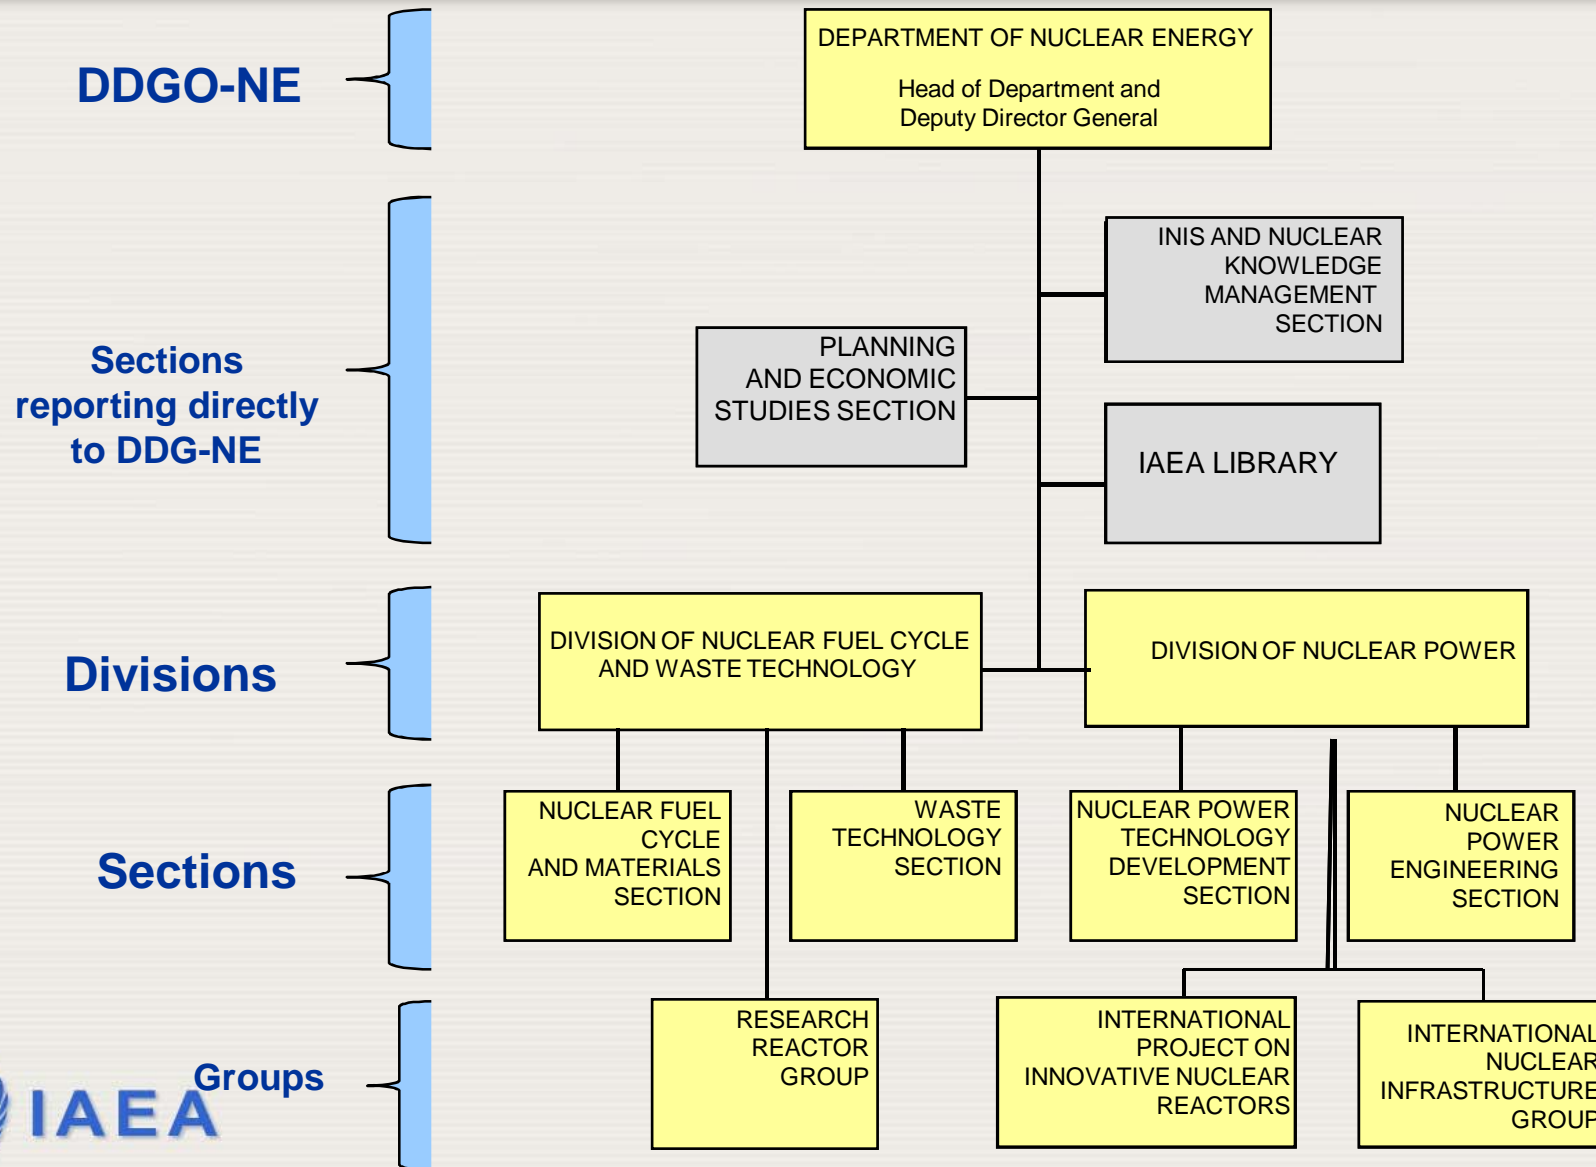 DDGO-NE
DEPARTMENT OF NUCLEAR ENERGY
Head of Department and
Deputy Director General
Sections
reporting directly
to DDG-NE
INIS AND NUCLEAR
KNOWLEDGE
MANAGEMENT
SECTION
PLANNING
AND ECONOMIC
STUDIES SECTION
IAEA LIBRARY
Divisions
DIVISION OF NUCLEAR FUEL CYCLE
AND WASTE TECHNOLOGY
DIVISION OF NUCLEAR POWER
Sections
NUCLEAR FUEL
CYCLE
AND MATERIALS
SECTION
WASTE
TECHNOLOGY
SECTION
NUCLEAR POWER
TECHNOLOGY
DEVELOPMENT
SECTION
NUCLEAR
POWER
ENGINEERING
SECTION
Groups
RESEARCH
REACTOR
GROUP
INTERNATIONAL
PROJECT ON
INNOVATIVE NUCLEAR
REACTORS
INTERNATIONAL
NUCLEAR
INFRASTRUCTURE
GROUP
IAEA